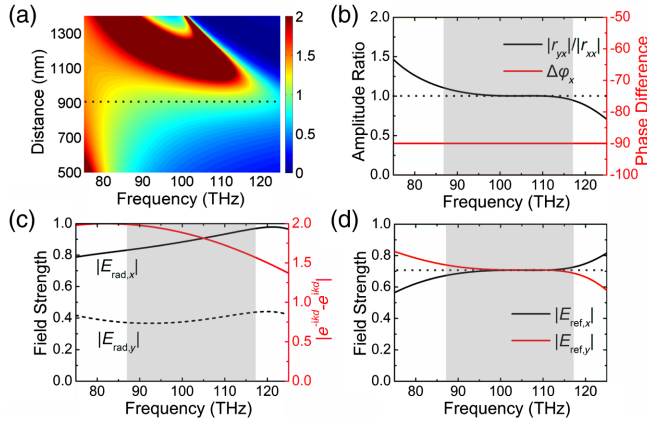 (a)
Distance (nm)
1300
1100
900
700
500
80 90 100 110 120
Frequency (THz)
2
1
0
(b)
Amplitude Ratio
2.0
1.5
1.0
0.5
0.0
|r_yx|/|r_xx|
Δφ_x
80 90 100 110 120
Frequency (THz)
-50
-60
-70
-80
-90
-100
Phase Difference
(c)
Field Strength
1.0
0.8
0.6
0.4
0.2
0.0
|E_rad,x|
|E_rad,y|
80 90 100 110 120
Frequency (THz)
2.0
1.5
1.0
0.5
0.0
|e^-ikd-e^ikd|
(d)
Field Strength
1.0
0.8
0.6
0.4
0.2
0.0
|E_ref,x|
|E_ref,y|
80 90 100 110 120
Frequency (THz)